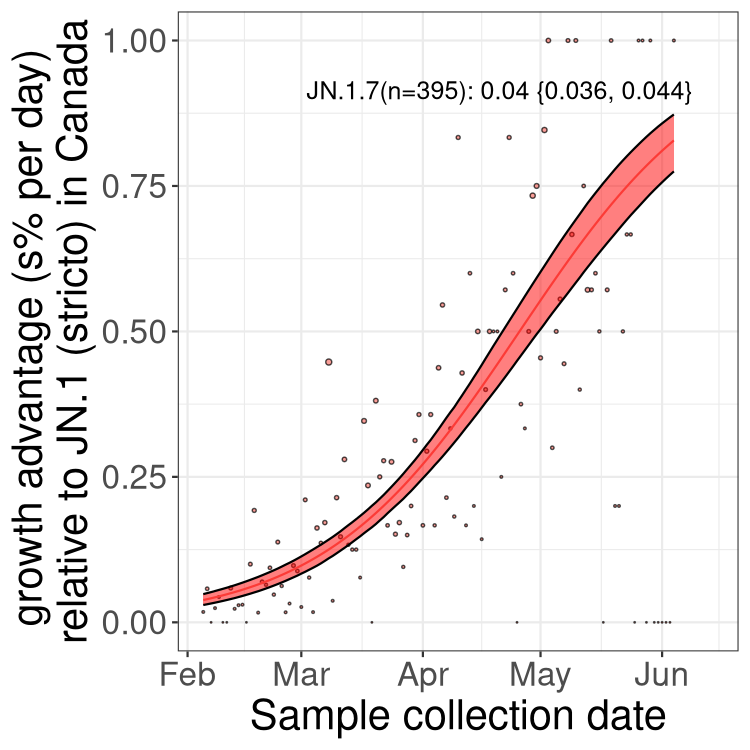 growth advantage (s% per day)
relative to JN.1 (stricto) in Canada
1.00
0.75
0.50
0.25
0.00
JN.1.7(n=395): 0.04 {0.036, 0.044}
Feb Mar Apr May Jun
Sample collection date